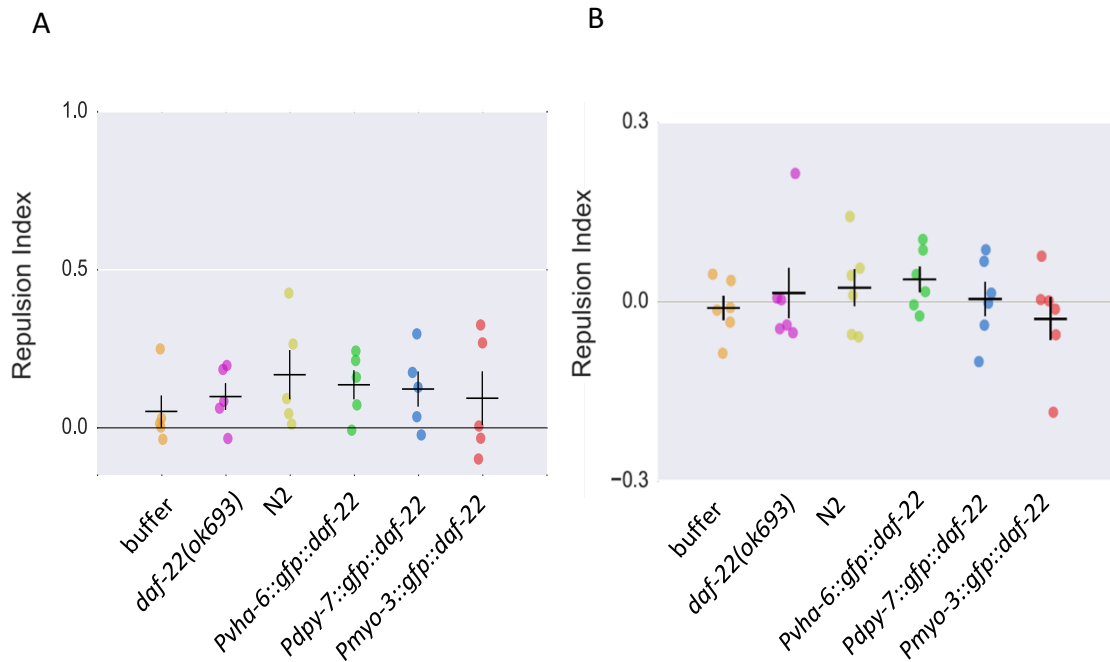 A
1.0
0.5
0.0
Repulsion Index
buffer
daf-22(ok693)
N2
Pvha-6::gfp::daf-22
Pdpy-7::gfp::daf-22
Pmyo-3::gfp::daf-22
B
0.3
0.0
−0.3
Repulsion Index
buffer
daf-22(ok693)
N2
Pvha-6::gfp::daf-22
Pdpy-7::gfp::daf-22
Pmyo-3::gfp::daf-22